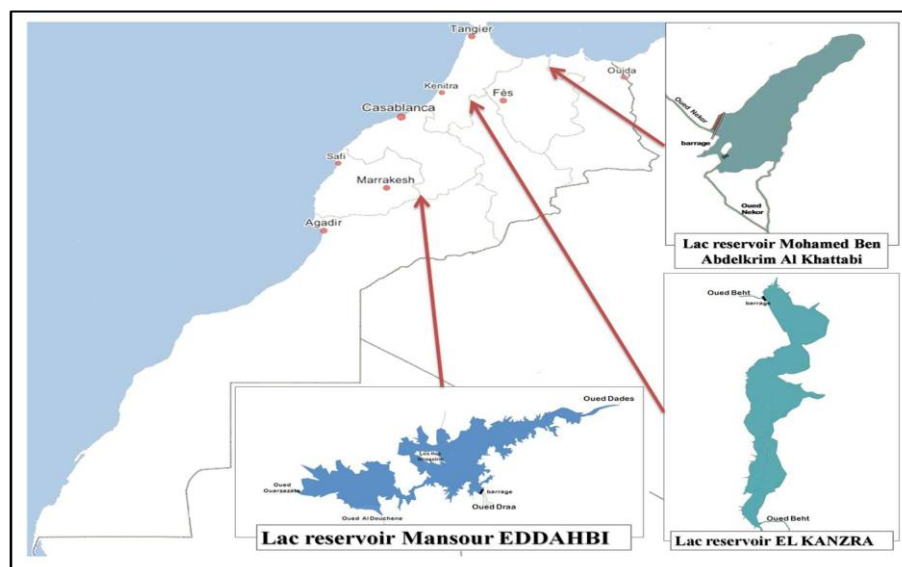 Tangier
Oujda
Kenitra
Fès
Casablanca
Safi
Marrakesh
Agadir
Oued Nekor
barrage
Oued
Nekor
Lac reservoir Mohamed Ben
Abdelkrim Al Khattabi
Oued Beht
barrage
Oued Beht
Lac reservoir EL KANZRA
Oued Dades
Oued
Ouarzazate
barrage
Oued Draa
Oued Al Douchene
Lac reservoir Mansour EDDAHBI